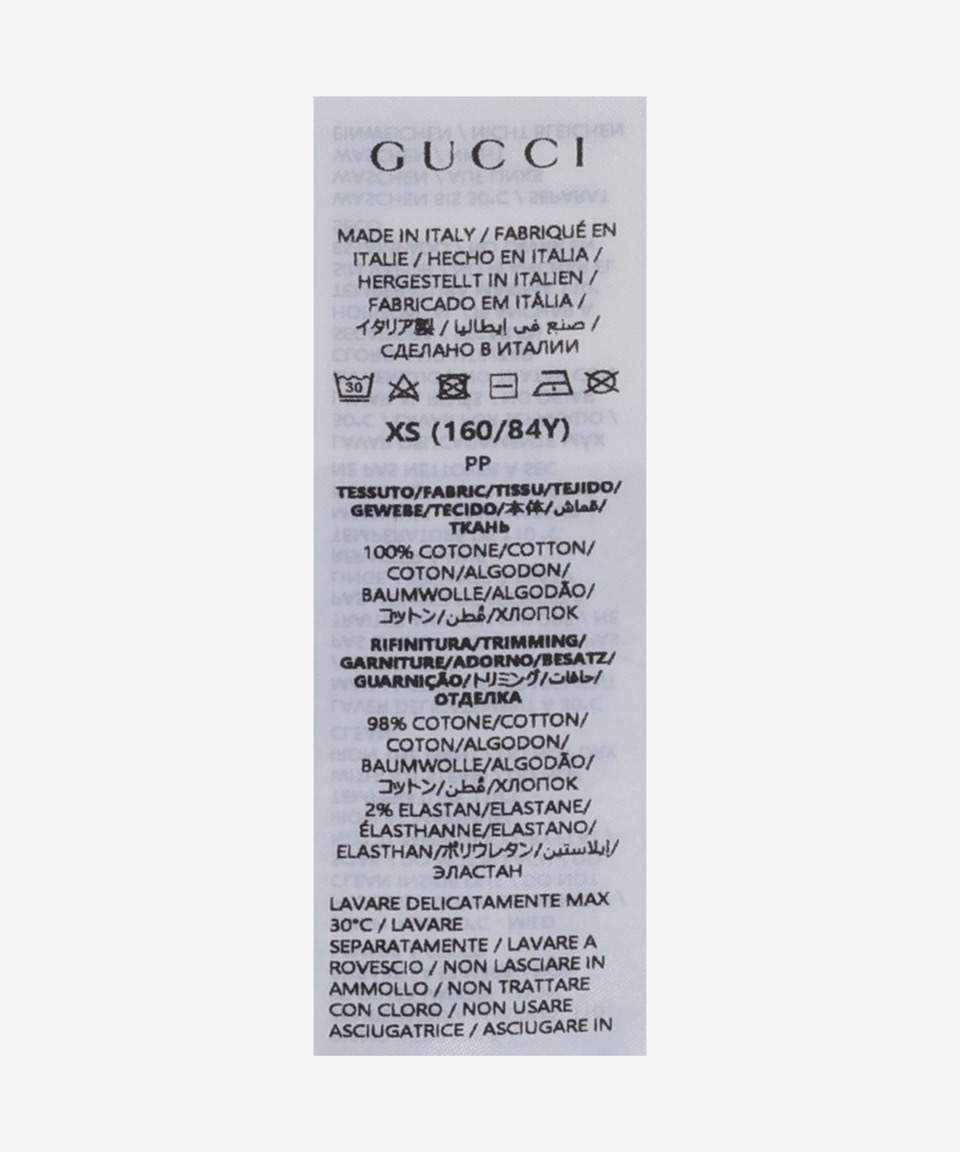 GUCCI
MADE IN ITALY / FABRIQUÉ EN
ITALIE / HECHO EN ITALIA /
HERGESTELLT IN ITALIEN /
FABRICADO EM ITÁLIA /
イタリア製 / صنع في إيطاليا /
СДЕЛАНО В ИТАЛИИ
30
XS (160/84Y)
PP
TESSUTO/FABRIC/TISSU/TEJIDO/
GEWEBE/TECIDO/本体/قماش/
ТКАНЬ
100% COTONE/COTTON/
COTON/ALGODON/
BAUMWOLLE/ALGODÃO/
コットン/قُطن/ХЛОПОК
RIFINITURA/TRIMMING/
GARNITURE/ADORNO/BESATZ/
GUARNIÇÃO/トリミング/حافات/
ОТДЕЛКА
98% COTONE/COTTON/
COTON/ALGODON/
BAUMWOLLE/ALGODÃO/
コットン/قُطن/ХЛОПОК
2% ELASTAN/ELASTANE/
ÉLASTHANNE/ELASTANO/
ELASTHAN/ポリウレタン/إيلاستين/
ЭЛАСТАН
LAVARE DELICATAMENTE MAX
30°C / LAVARE
SEPARATAMENTE / LAVARE A
ROVESCIO / NON LASCIARE IN
AMMOLLO / NON TRATTARE
CON CLORO / NON USARE
ASCIUGATRICE / ASCIUGARE IN